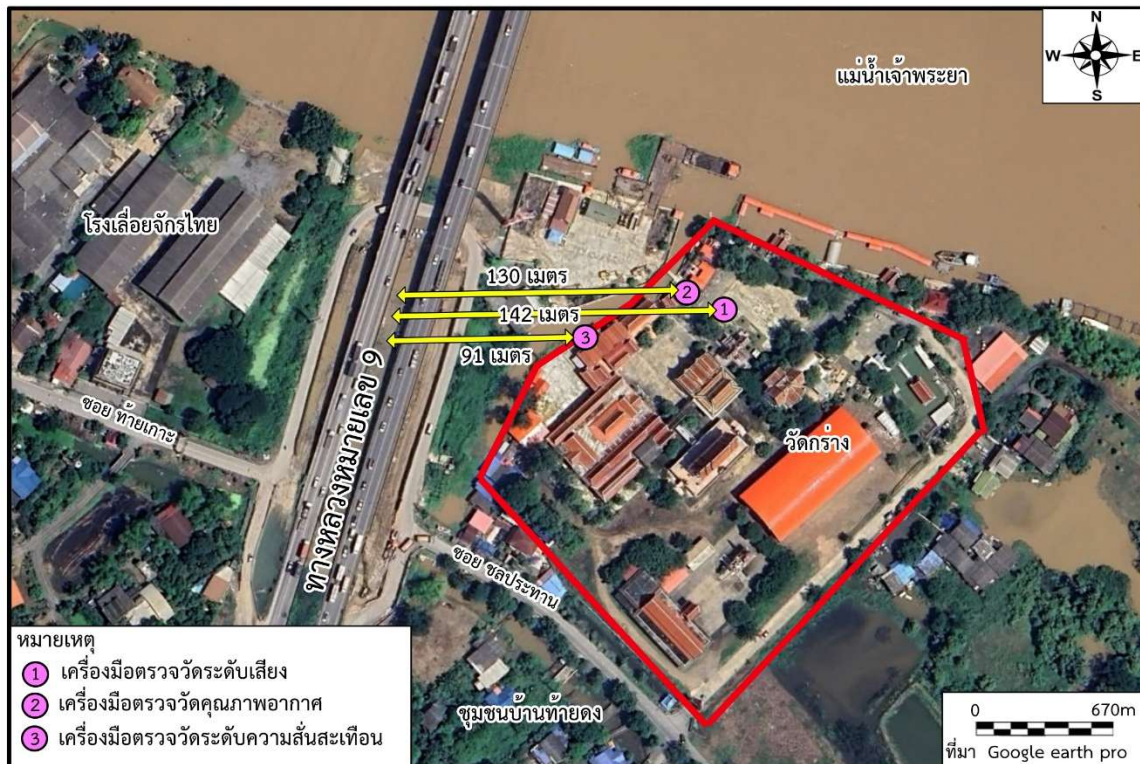 N
W E
S
แม่น้ำเจ้าพระยา
โรงเลื่อยจักรไทย
130 เมตร
2
1
142 เมตร
3
91 เมตร
ทางหลวงหมายเลข 9
ซอย ท้ายเกาะ
วัดกร่าง
ซอย ชลประทาน
ชุมชนบ้านท้ายดง
หมายเหตุ
1 เครื่องมือตรวจวัดระดับเสียง
2 เครื่องมือตรวจวัดคุณภาพอากาศ
3 เครื่องมือตรวจวัดระดับความสั่นสะเทือน
0 670m
ที่มา Google earth pro